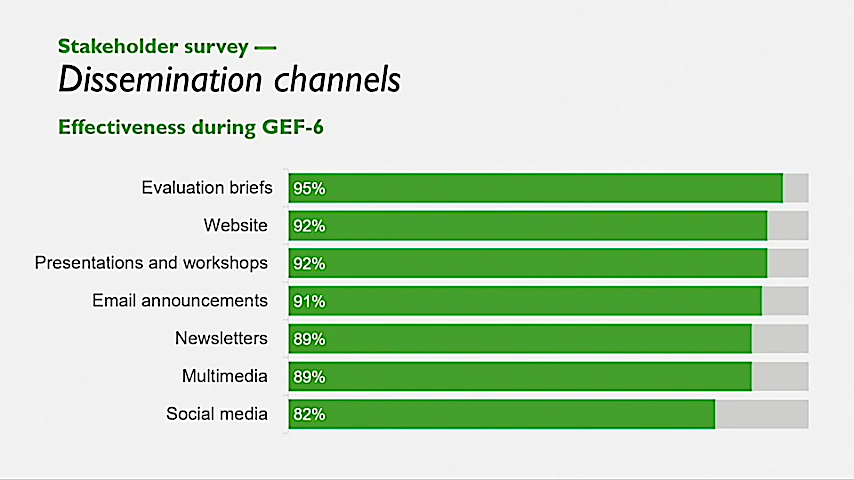 Stakeholder survey —
Dissemination channels
Effectiveness during GEF-6
Evaluation briefs 95%
Website 92%
Presentations and workshops 92%
Email announcements 91%
Newsletters 89%
Multimedia 89%
Social media 82%